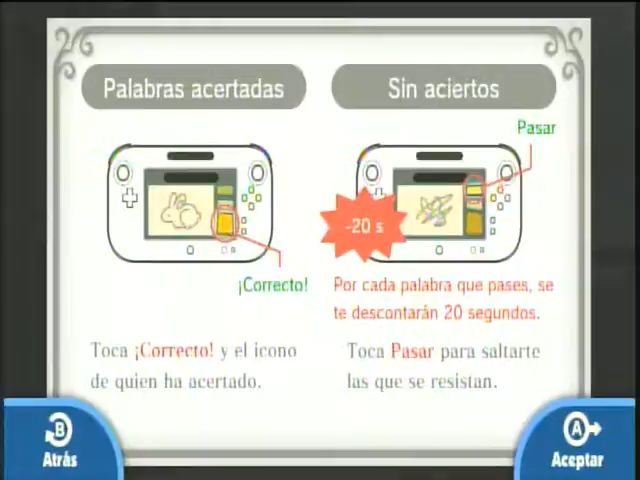 Palabras acertadas
Sin aciertos
Pasar
-20 s
¡Correcto!
Por cada palabra que pases, se
te descontarán 20 segundos.
Toca ¡Correcto! y el icono
de quien ha acertado.
Toca Pasar para saltarte
las que se resistan.
B
Atrás
A
Aceptar